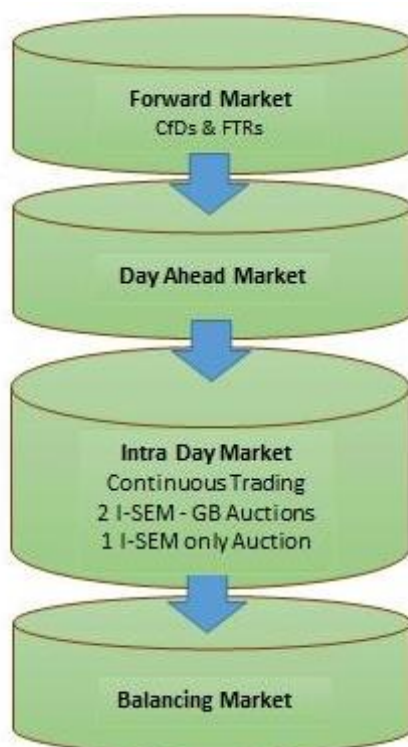 Forward Market
CfDs & FTRs
Day Ahead Market
Intra Day Market
Continuous Trading
2 I-SEM - GB Auctions
1 I-SEM only Auction
Balancing Market